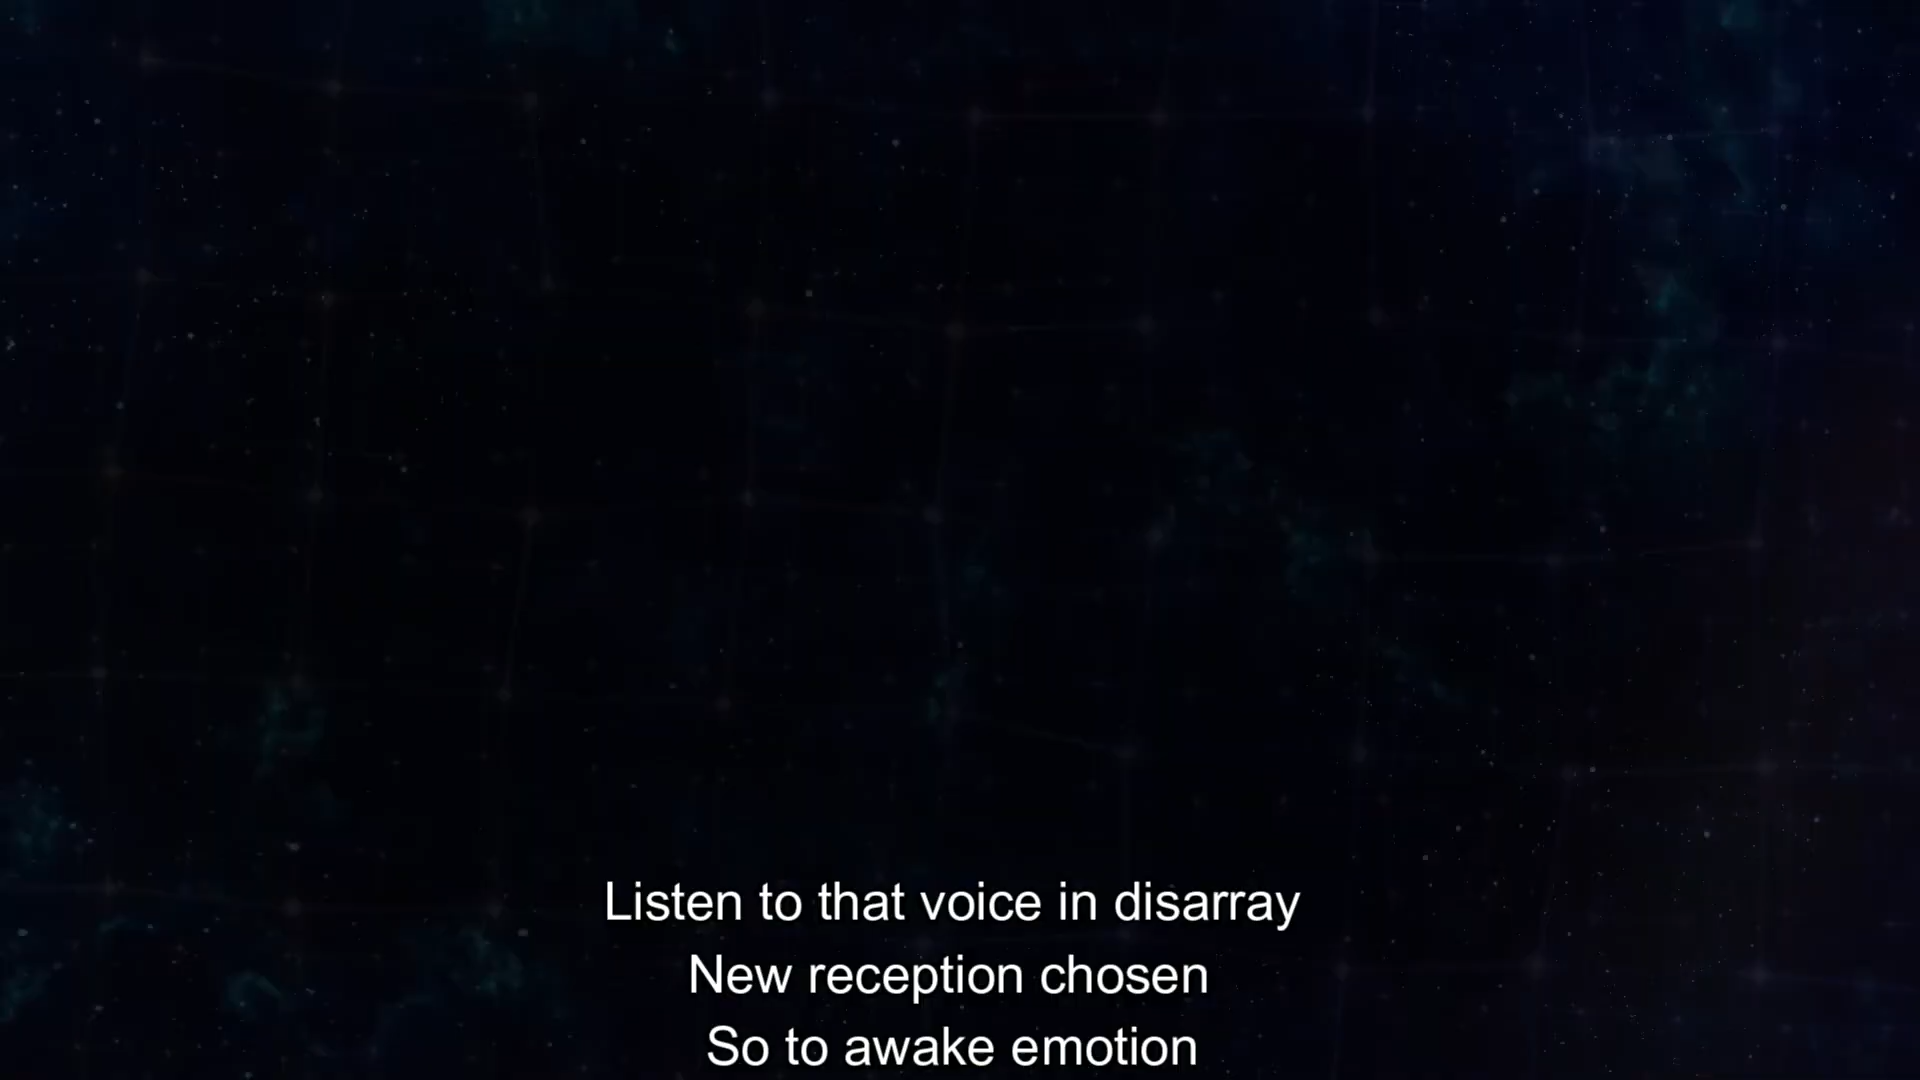 Listen to that voice in disarray
New reception chosen
So to awake emotion